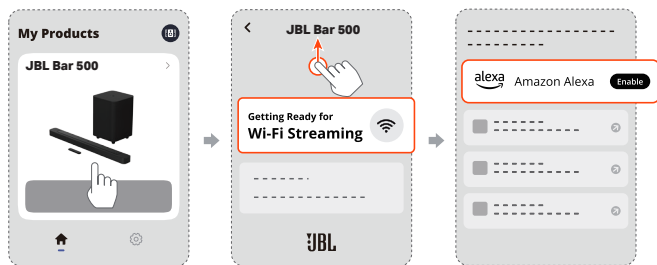 My Products
JBL Bar 500
JBL Bar 500
Getting Ready for
Wi-Fi Streaming
JBL
alexa
Amazon Alexa
Enable